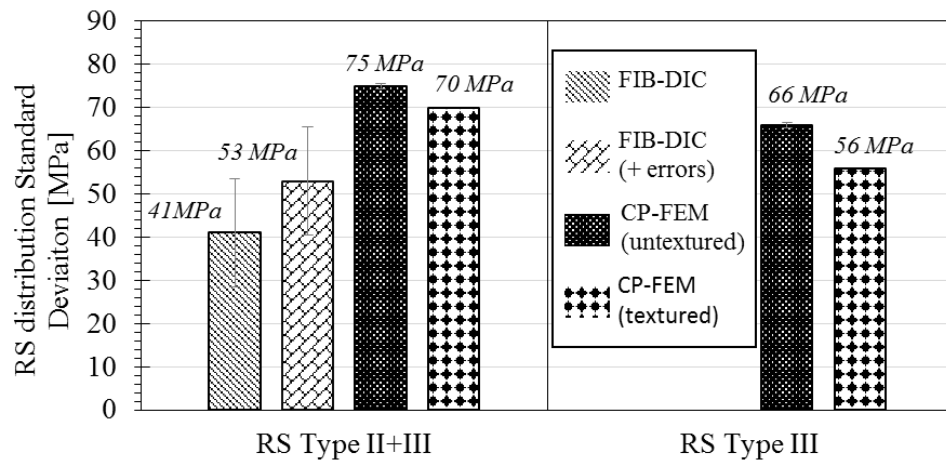 RS distribution Standard
Deviaiton [MPa]
90
80
70
60
50
40
30
20
10
0
41MPa
53 MPa
75 MPa
70 MPa
66 MPa
56 MPa
FIB-DIC
FIB-DIC
(+ errors)
CP-FEM
(untextured)
CP-FEM
(textured)
RS Type II+III
RS Type III